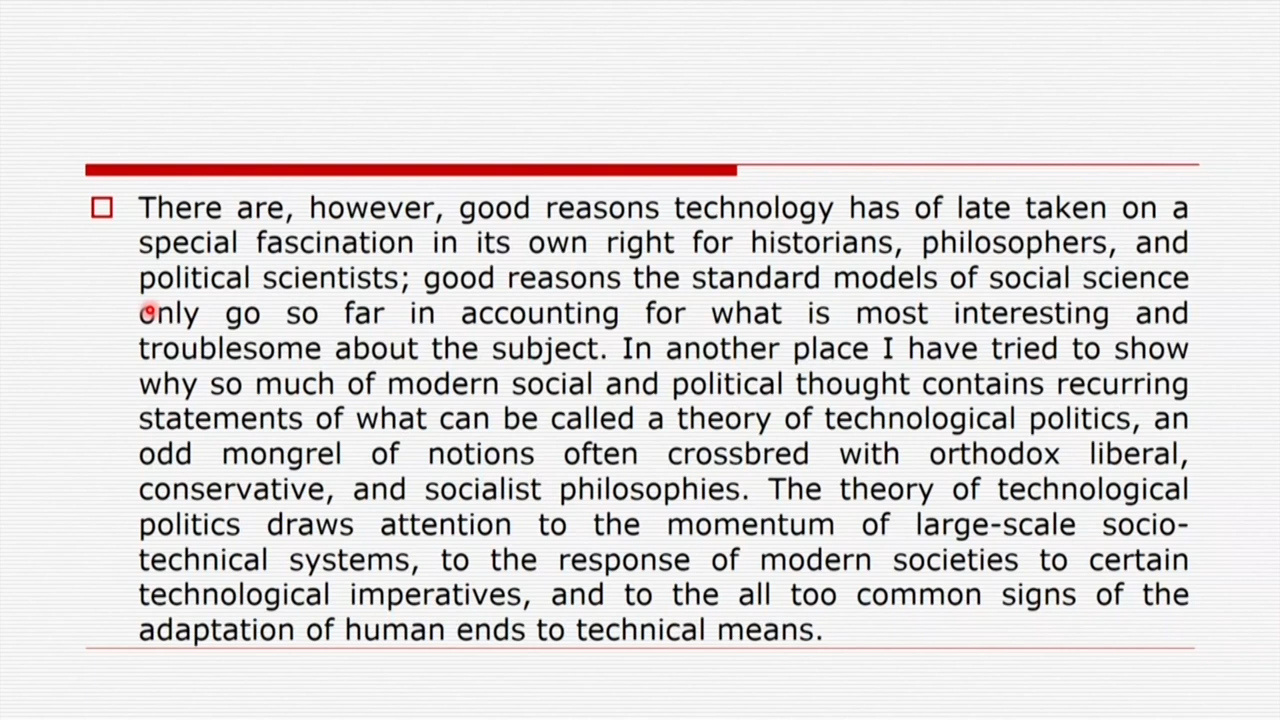 There are, however, good reasons technology has of late taken on a
special fascination in its own right for historians, philosophers, and
political scientists; good reasons the standard models of social science
only go so far in accounting for what is most interesting and
troublesome about the subject. In another place I have tried to show
why so much of modern social and political thought contains recurring
statements of what can be called a theory of technological politics, an
odd mongrel of notions often crossbred with orthodox liberal,
conservative, and socialist philosophies. The theory of technological
politics draws attention to the momentum of large-scale socio-
technical systems, to the response of modern societies to certain
technological imperatives, and to the all too common signs of the
adaptation of human ends to technical means.